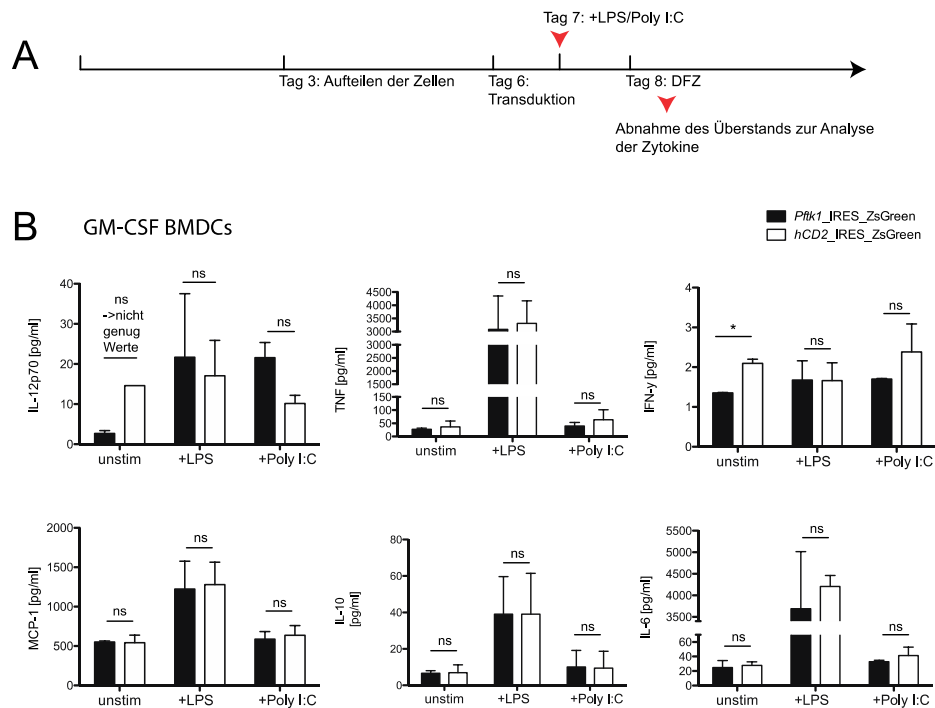 A
Tag 7: +LPS/Poly I:C
Tag 3: Aufteilen der Zellen
Tag 6:
Transduktion
Tag 8: DFZ
Abnahme des Überstands zur Analyse
der Zytokine
B
GM-CSF BMDCs
Pftk1_IRES_ZsGreen
hCD2_IRES_ZsGreen
IL-12p70 [pg/ml]
40
30
20
10
0
ns
->nicht
genug
Werte
ns
ns
unstim
+LPS
+Poly I:C
TNF
[pg/ml]
4500
4000
3500
3000
3000
2500
2000
1500
150
100
50
0
ns
ns
ns
unstim
+LPS
+Poly I:C
IFN-y [pg/ml]
4
3
2
1
0
*
ns
ns
unstim
+LPS
+Poly I:C
MCP-1 [pg/ml]
2000
1500
1000
500
0
ns
ns
ns
unstim
+LPS
+Poly I:C
IL-10
[pg/ml]
80
60
40
20
0
ns
ns
ns
unstim
+LPS
+Poly I:C
IL-6
[pg/ml]
5500
5000
4500
4000
3500
60
40
20
0
ns
ns
ns
unstim
+LPS
+Poly I:C